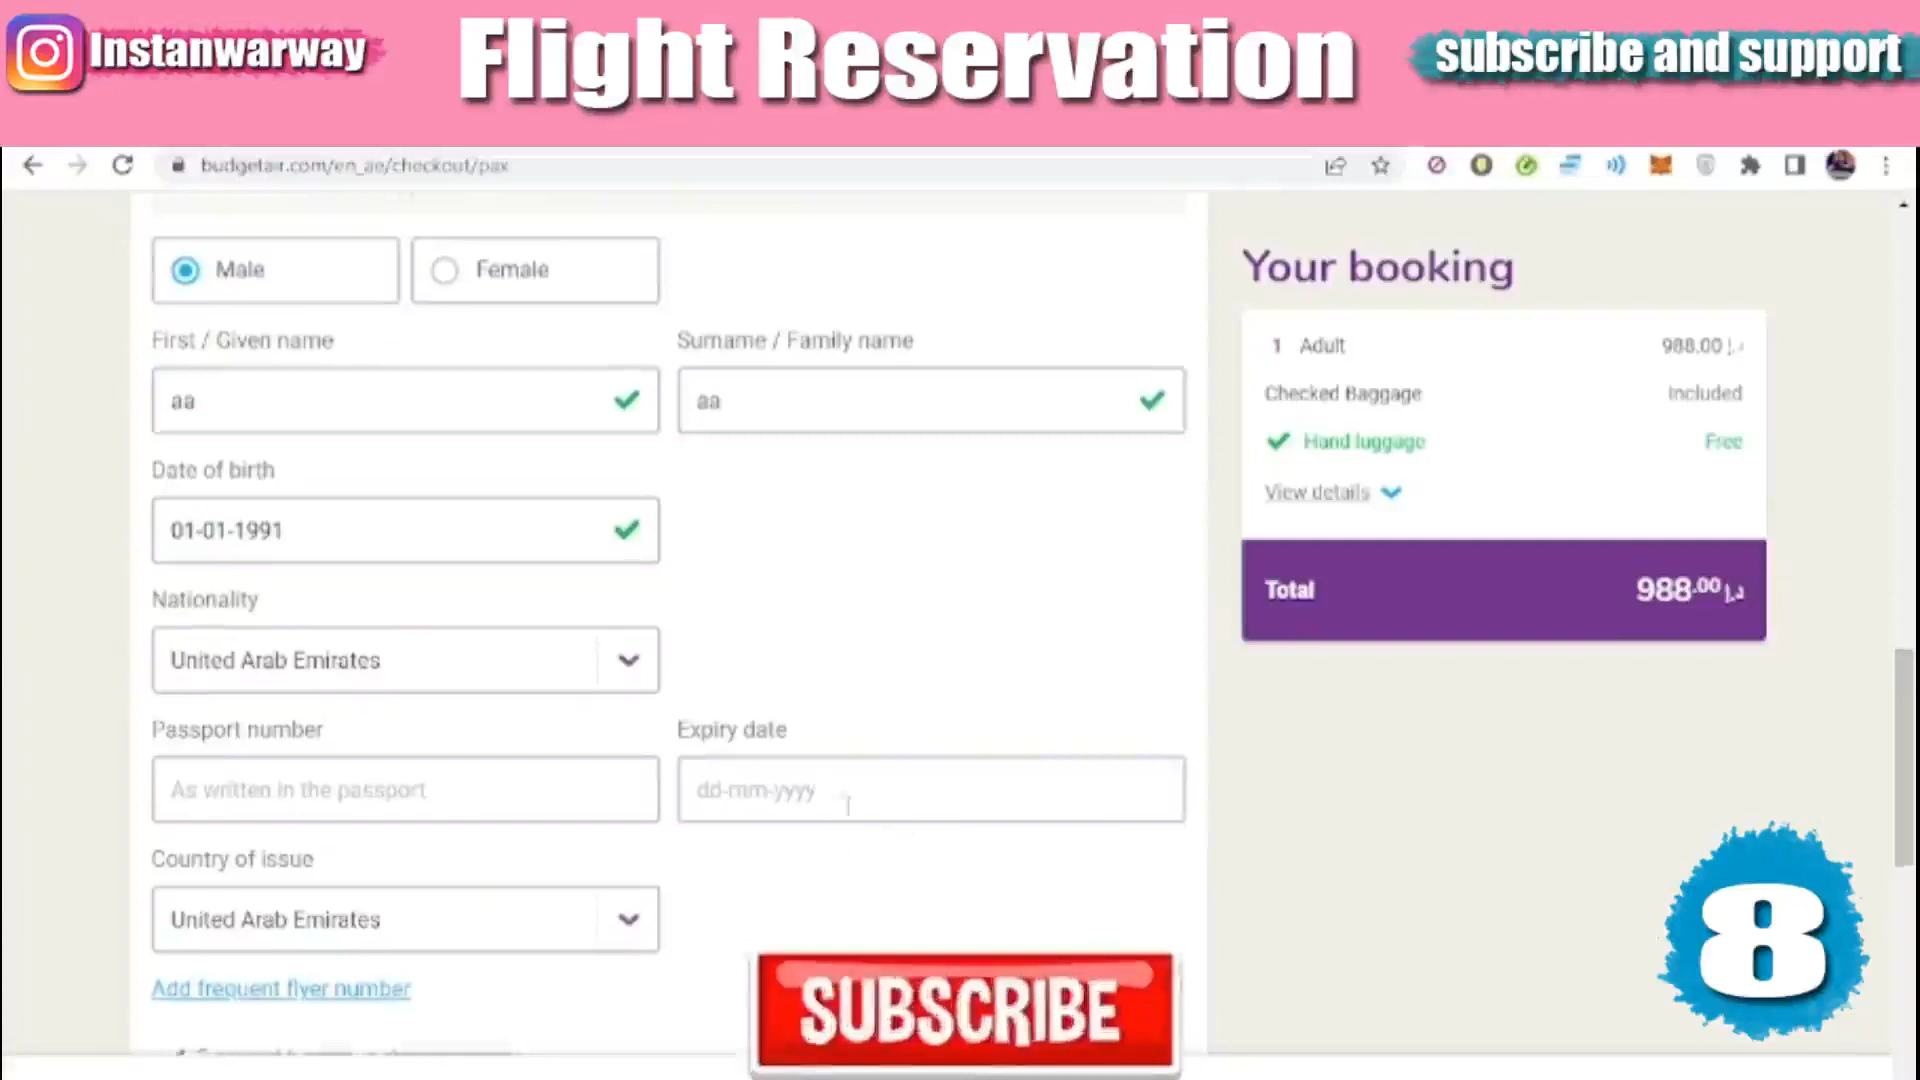 Instanwarway
Flight Reservation
subscribe and support
budgetair.com/en_ae/checkout/pax
Male
Female
First / Given name
Surname / Family name
aa
aa
Date of birth
01-01-1991
Nationality
United Arab Emirates
Passport number
Expiry date
As written in the passport
dd-mm-yyyy
Country of issue
United Arab Emirates
Add frequent flyer number
Your booking
1 Adult 988.00 د.إ
Checked Baggage Included
Hand luggage Free
View details
Total 988.00 د.إ
SUBSCRIBE
8